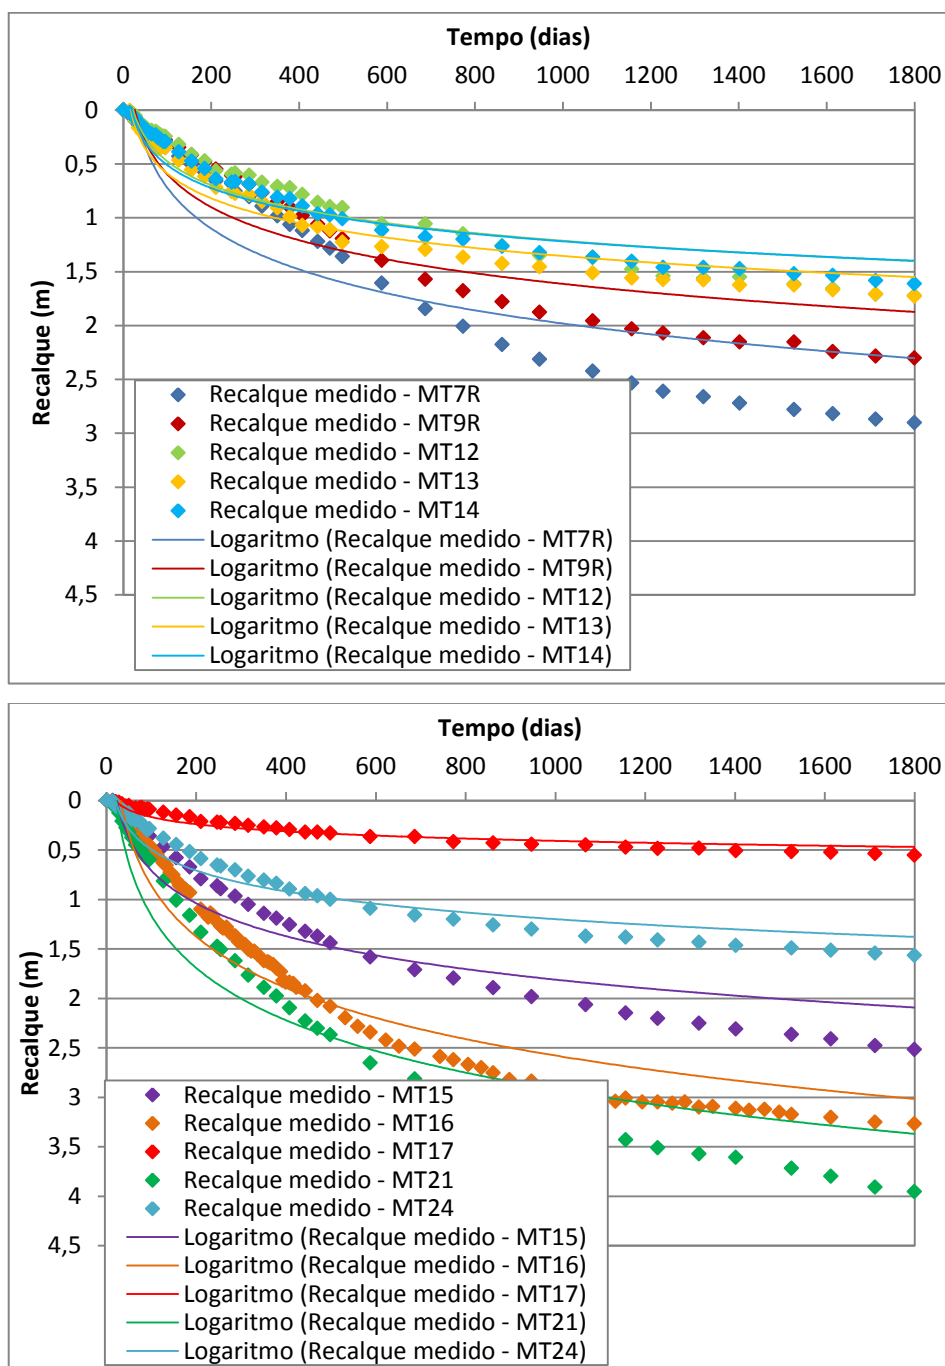 Tempo (dias)
0 200 400 600 800 1000 1200 1400 1600 1800
0
0,5
1
1,5
2
2,5
3
3,5
4
4,5
Recalque (m)
Recalque medido - MT7R
Recalque medido - MT9R
Recalque medido - MT12
Recalque medido - MT13
Recalque medido - MT14
Logaritmo (Recalque medido - MT7R)
Logaritmo (Recalque medido - MT9R)
Logaritmo (Recalque medido - MT12)
Logaritmo (Recalque medido - MT13)
Logaritmo (Recalque medido - MT14)
Tempo (dias)
0 200 400 600 800 1000 1200 1400 1600 1800
0
0,5
1
1,5
2
2,5
3
3,5
4
4,5
Recalque (m)
Recalque medido - MT15
Recalque medido - MT16
Recalque medido - MT17
Recalque medido - MT21
Recalque medido - MT24
Logaritmo (Recalque medido - MT15)
Logaritmo (Recalque medido - MT16)
Logaritmo (Recalque medido - MT17)
Logaritmo (Recalque medido - MT21)
Logaritmo (Recalque medido - MT24)